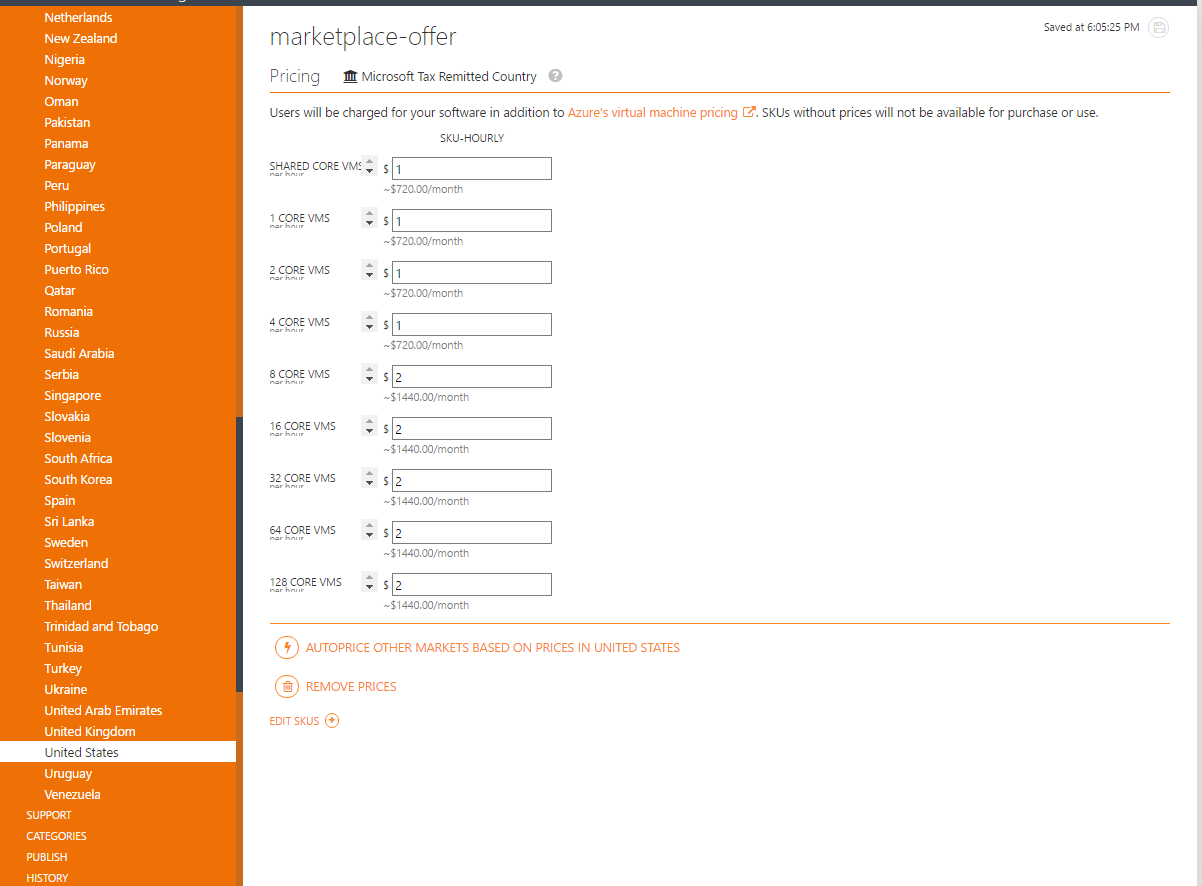 Netherlands
New Zealand
Nigeria
Norway
Oman
Pakistan
Panama
Paraguay
Peru
Philippines
Poland
Portugal
Puerto Rico
Qatar
Romania
Russia
Saudi Arabia
Serbia
Singapore
Slovakia
Slovenia
South Africa
South Korea
Spain
Sri Lanka
Sweden
Switzerland
Taiwan
Thailand
Trinidad and Tobago
Tunisia
Turkey
Ukraine
United Arab Emirates
United Kingdom
United States
Uruguay
Venezuela
SUPPORT
CATEGORIES
PUBLISH
HISTORY
marketplace-offer
Saved at 6:05:25 PM
Pricing Microsoft Tax Remitted Country ?
Users will be charged for your software in addition to Azure's virtual machine pricing. SKUs without prices will not be available for purchase or use.
SKU-HOURLY
SHARED CORE VMS $ 1
per hour
~$720.00/month
1 CORE VMS $ 1
per hour
~$720.00/month
2 CORE VMS $ 1
per hour
~$720.00/month
4 CORE VMS $ 1
per hour
~$720.00/month
8 CORE VMS $ 2
per hour
~$1440.00/month
16 CORE VMS $ 2
per hour
~$1440.00/month
32 CORE VMS $ 2
per hour
~$1440.00/month
64 CORE VMS $ 2
per hour
~$1440.00/month
128 CORE VMS $ 2
per hour
~$1440.00/month
AUTOPRICE OTHER MARKETS BASED ON PRICES IN UNITED STATES
REMOVE PRICES
EDIT SKUS